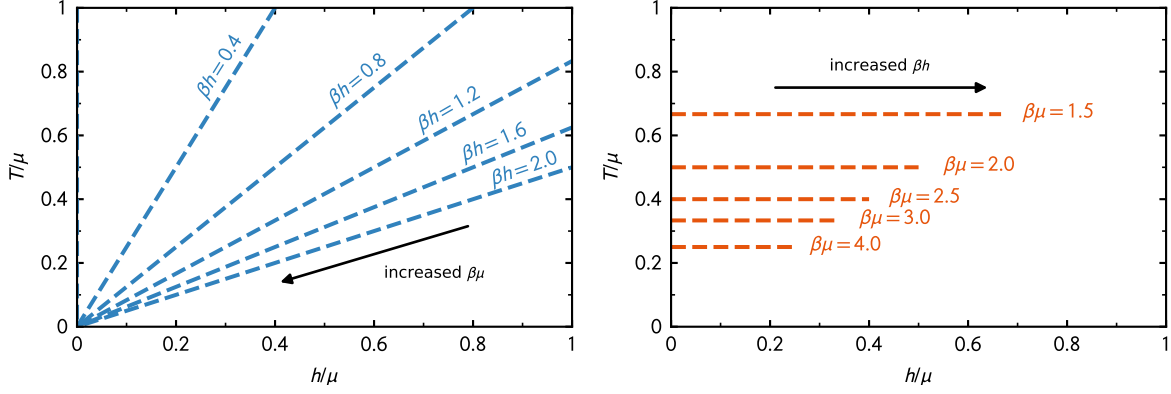 1
0.8
0.6
0.4
0.2
0
T/μ
βh = 0.4
βh = 0.8
βh = 1.2
βh = 1.6
βh = 2.0
increased βμ
0 0.2 0.4 0.6 0.8 1
h/μ
1
0.8
0.6
0.4
0.2
0
T/μ
increased βh
βμ = 1.5
βμ = 2.0
βμ = 2.5
βμ = 3.0
βμ = 4.0
0 0.2 0.4 0.6 0.8 1
h/μ